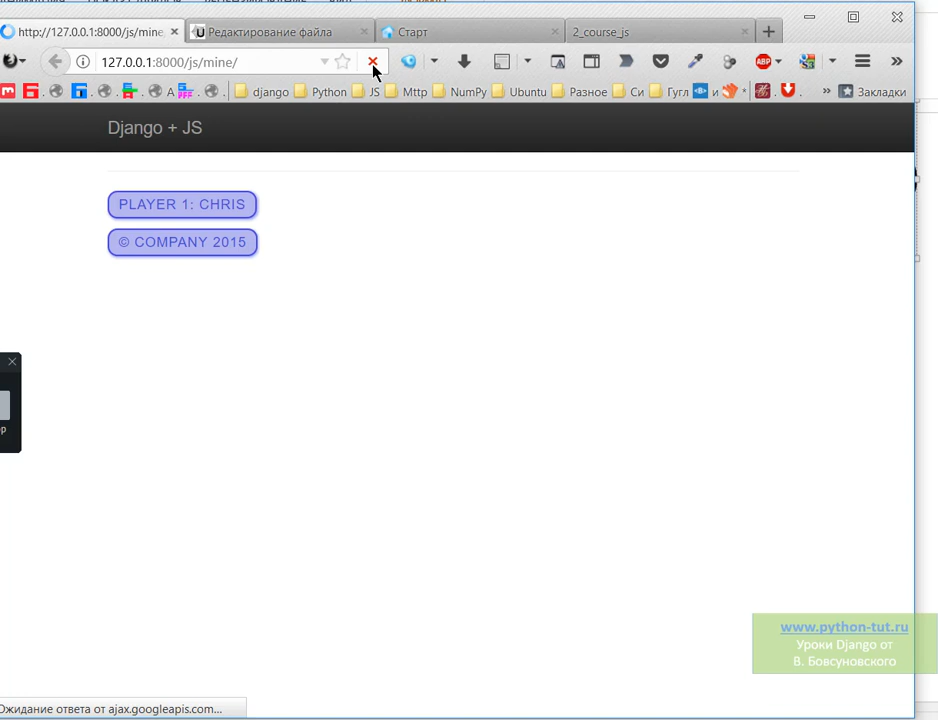 http://127.0.0.1:8000/js/mine,
Редактирование файла
Старт
2_course_js
127.0.0.1:8000/js/mine/
ABP
django
Python
JS
Mttp
NumPy
Ubuntu
Разное
Си
Гугл
и
Закладки
Django + JS
PLAYER 1: CHRIS
© COMPANY 2015
ор
www.python-tut.ru
Уроки Django от
В. Бовсуновского
Ожидание ответа от ajax.googleapis.com...